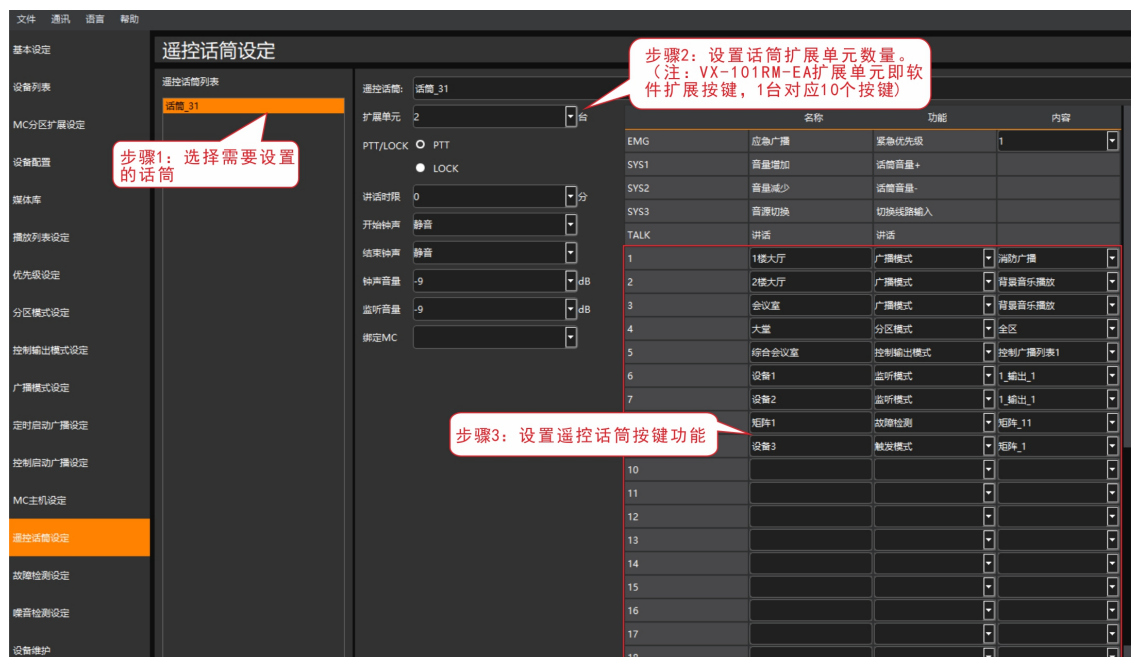 文件 通讯 语言 帮助
基本设定
设备列表
MC分区扩展设定
设备配置
媒体库
播放列表设定
优先级设定
分区模式设定
控制输出模式设定
广播模式设定
定时启动广播设定
控制启动广播设定
MC主机设定
遥控话筒设定
故障检测设定
噪音检测设定
设备维护
遥控话筒设定
遥控话筒列表
话筒_31
步骤1：选择需要设置
的话筒
遥控话筒: 话筒_31
扩展单元 2 台
PTT/LOCK PTT
LOCK
讲话时限 0 分
开始钟声 静音
结束钟声 静音
钟声音量 -9 dB
监听音量 -9 dB
绑定MC
步骤2：设置话筒扩展单元数量。
（注：VX-101RM-EA扩展单元即软
件扩展按键，1台对应10个按键)
名称 功能 内容
EMG 应急广播 紧急优先级 1
SYS1 音量增加 话筒音量+
SYS2 音量减少 话筒音量-
SYS3 音源切换 切换线路输入
TALK 讲话 讲话
1 1楼大厅 广播模式 消防广播
2 2楼大厅 广播模式 背景音乐播放
3 会议室 广播模式 背景音乐播放
4 大堂 分区模式 全区
5 综合会议室 控制输出模式 控制广播列表1
6 设备1 监听模式 1_输出_1
7 设备2 监听模式 1_输出_1
矩阵1 故障检测 矩阵_11
设备3 触发模式 矩阵_1
10
11
12
13
14
15
16
17
18
步骤3：设置遥控话筒按键功能